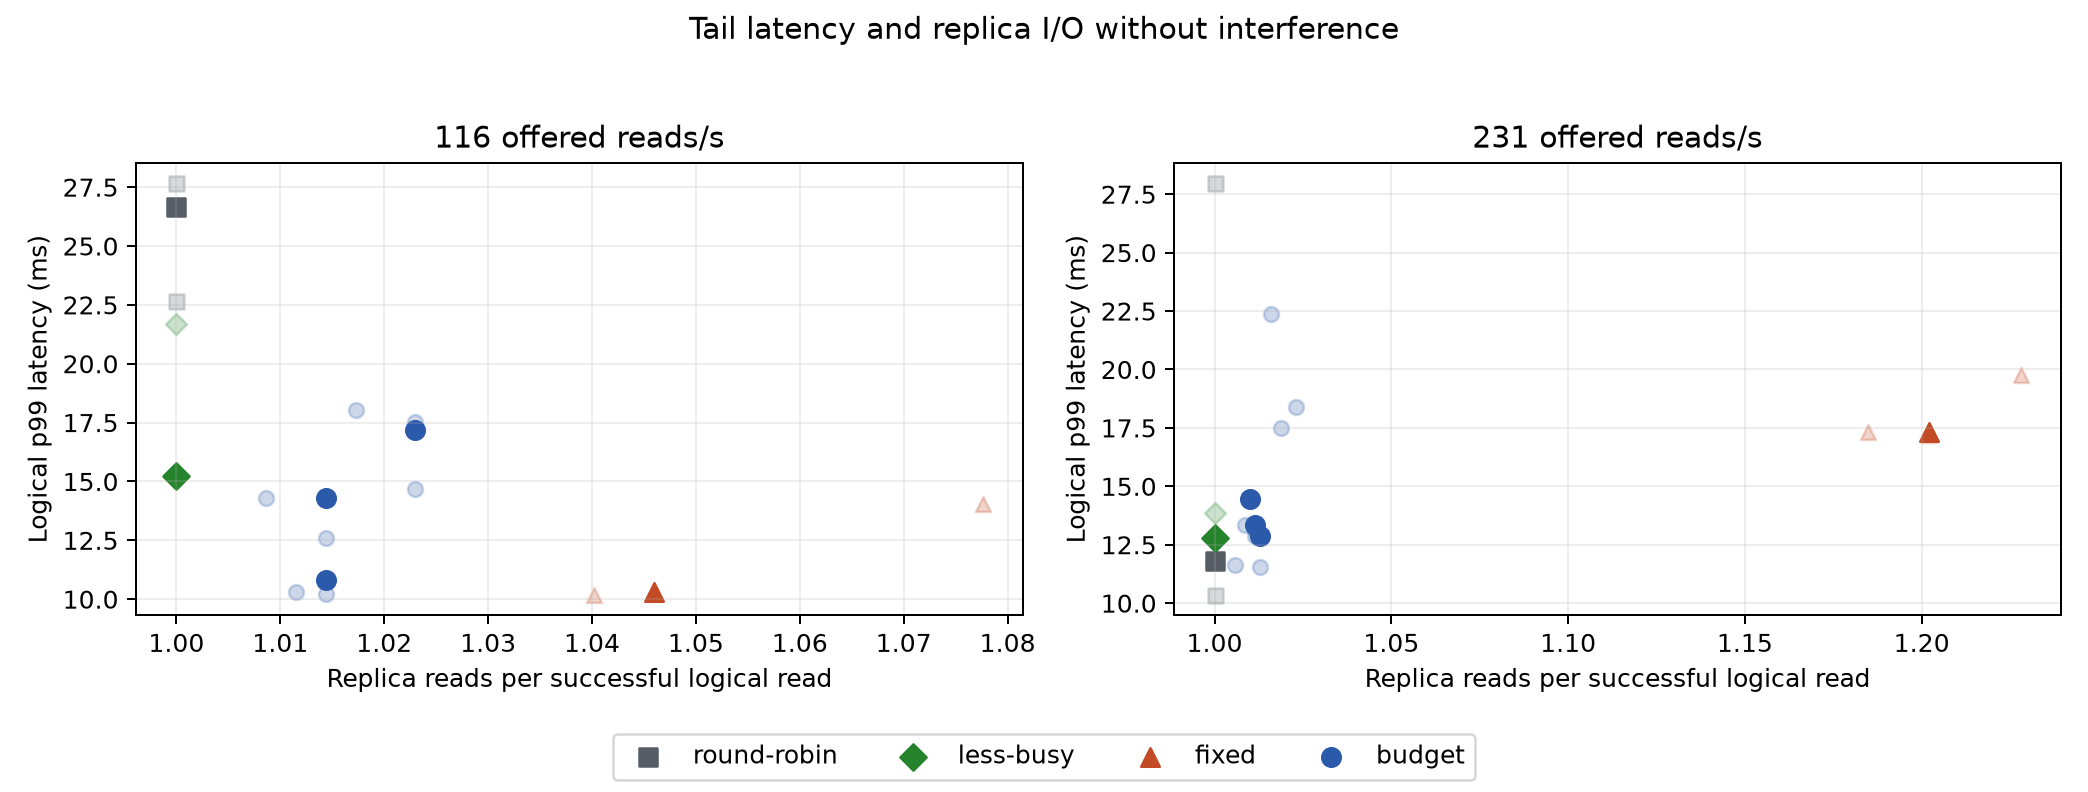 Tail latency and replica I/O without interference
116 offered reads/s
Logical p99 latency (ms)
27.5
25.0
22.5
20.0
17.5
15.0
12.5
10.0
1.00 1.01 1.02 1.03 1.04 1.05 1.06 1.07 1.08
Replica reads per successful logical read
231 offered reads/s
Logical p99 latency (ms)
27.5
25.0
22.5
20.0
17.5
15.0
12.5
10.0
1.00 1.05 1.10 1.15 1.20
Replica reads per successful logical read
round-robin less-busy fixed budget